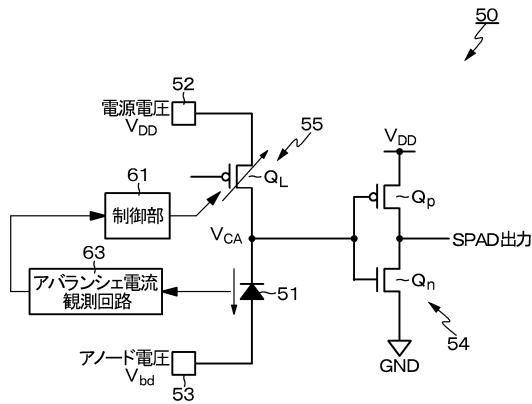 50
52
電源電圧
VDD
55
QL
61
制御部
VCA
VDD
Qp
SPAD出力
63
アバランシェ電流
観測回路
51
Qn
54
GND
アノード電圧
Vbd
53